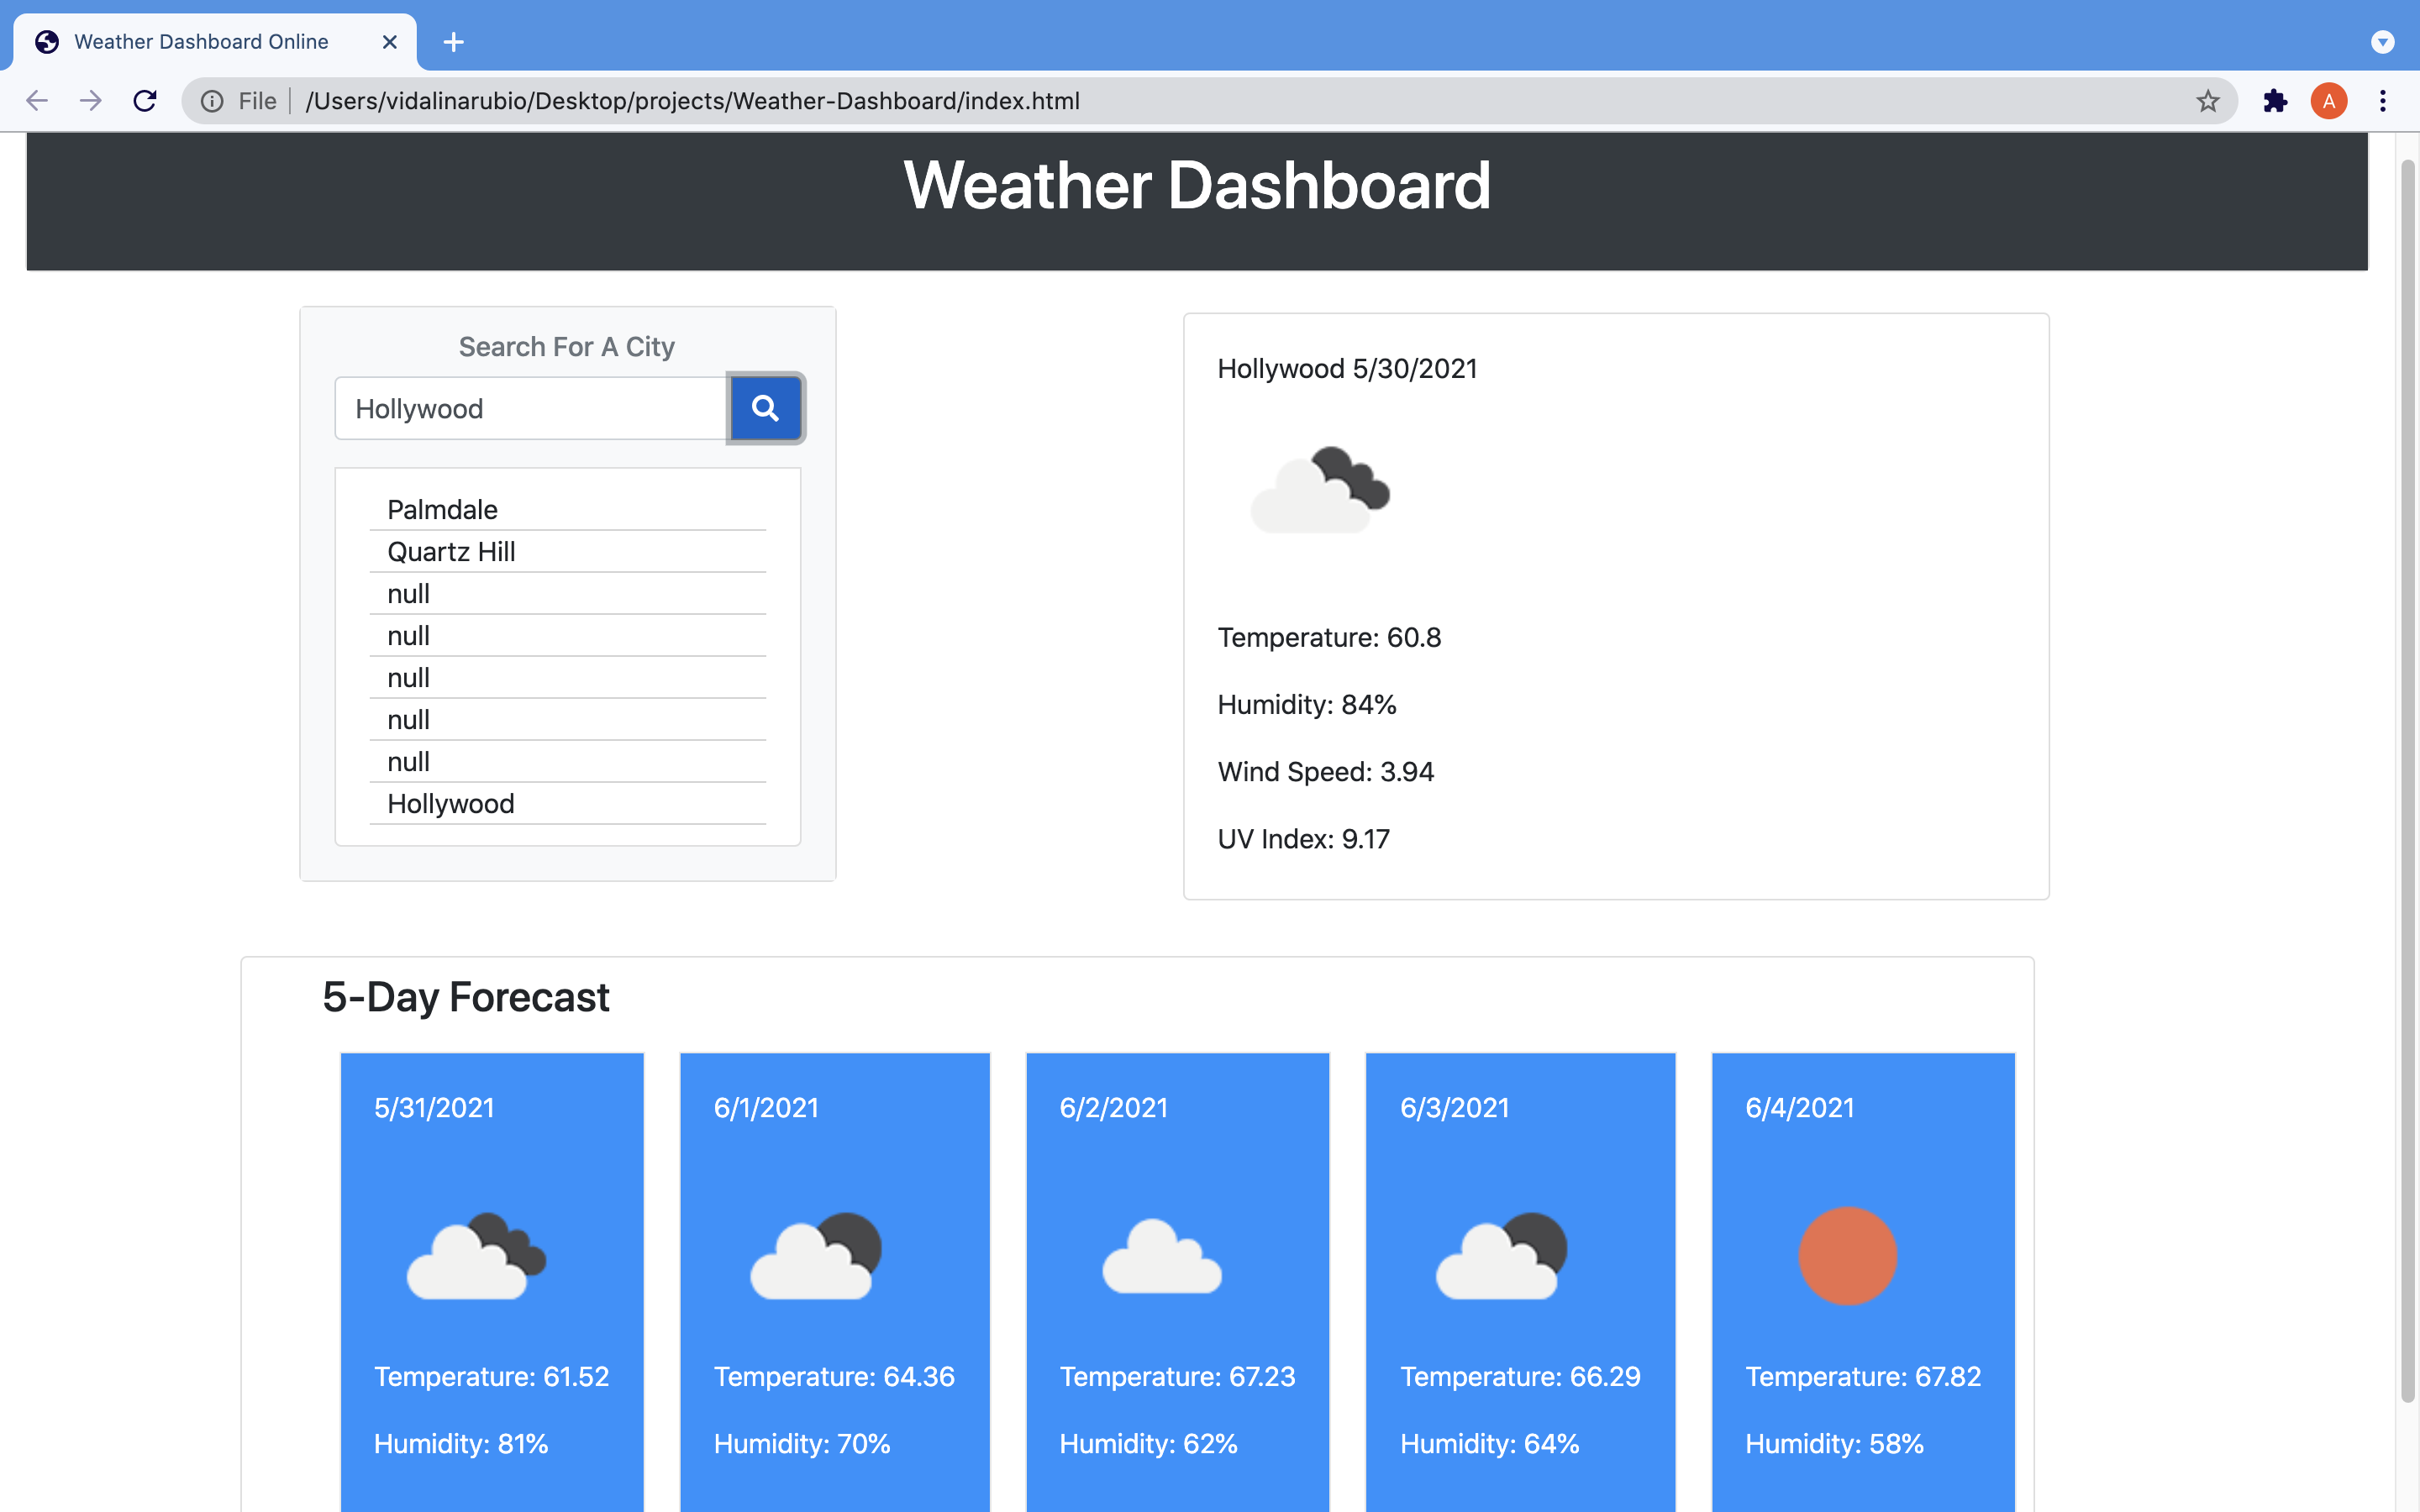 Weather Dashboard Online
File /Users/vidalinarubio/Desktop/projects/Weather-Dashboard/index.html
A
Weather Dashboard
Search For A City
Hollywood
Palmdale
Quartz Hill
null
null
null
null
null
Hollywood
Hollywood 5/30/2021
Temperature: 60.8
Humidity: 84%
Wind Speed: 3.94
UV Index: 9.17
5-Day Forecast
5/31/2021
Temperature: 61.52
Humidity: 81%
6/1/2021
Temperature: 64.36
Humidity: 70%
6/2/2021
Temperature: 67.23
Humidity: 62%
6/3/2021
Temperature: 66.29
Humidity: 64%
6/4/2021
Temperature: 67.82
Humidity: 58%